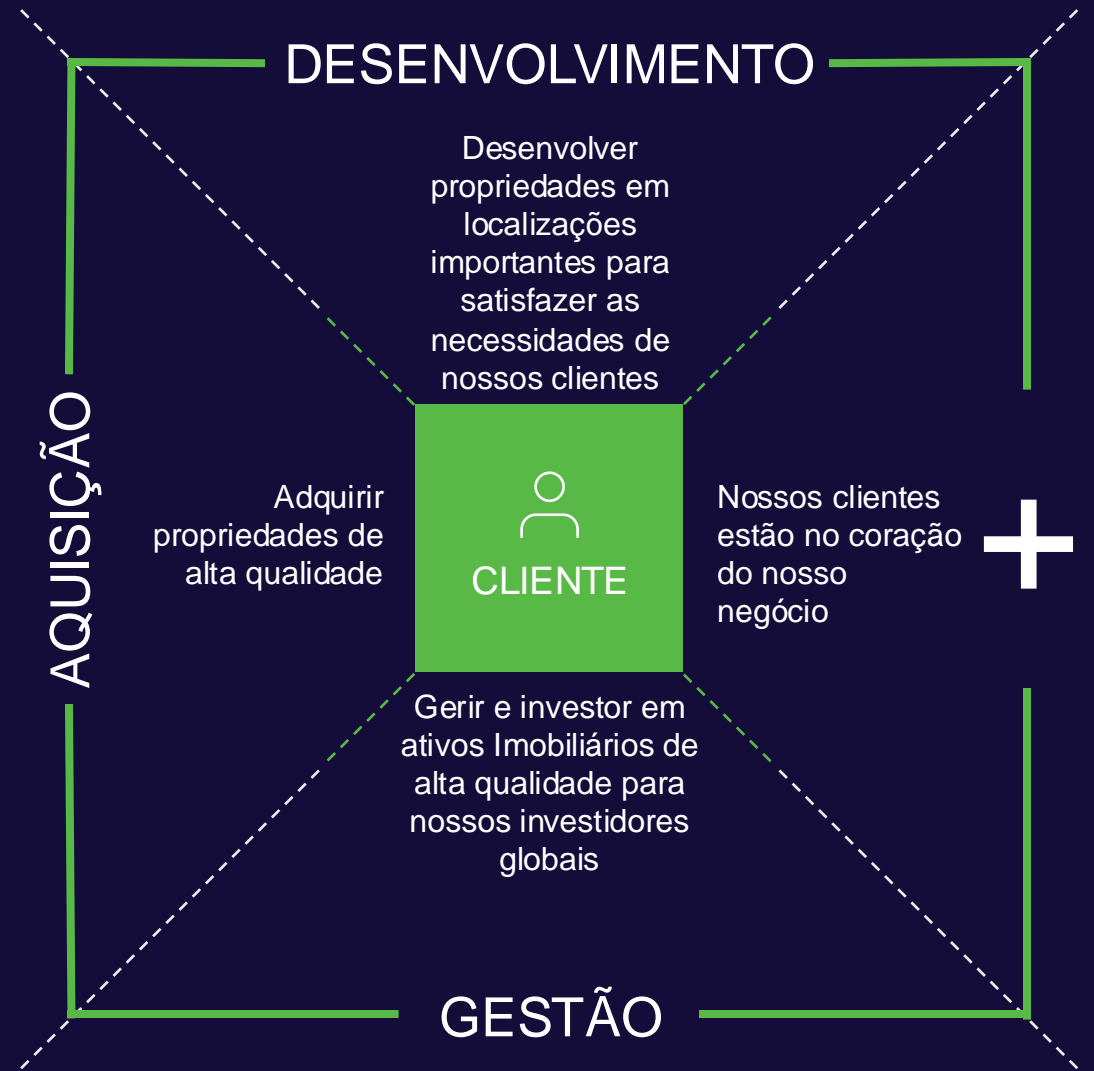 DESENVOLVIMENTO
Desenvolver
propriedades em
localizações
importantes para
satisfazer as
necessidades de
nossos clientes
AQUISIÇÃO
Adquirir
propriedades de
alta qualidade
CLIENTE
Nossos clientes
estão no coração
do nosso
negócio
+
Gerir e investor em
ativos Imobiliários de
alta qualidade para
nossos investidores
globais
GESTÃO